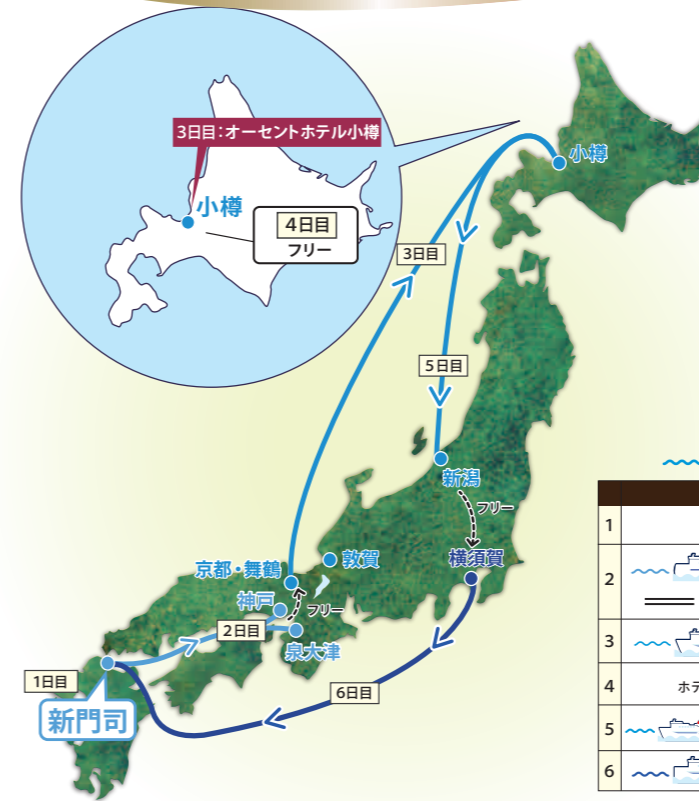 3日目：オーセントホテル小樽
小樽
4日目
フリー
小樽
3日目
5日目
新潟
フリー
横須賀
敦賀
京都・舞鶴
神戸
フリー
2日目
泉大津
1日目
新門司
6日目
1
2
3
4
ホテ
5
6